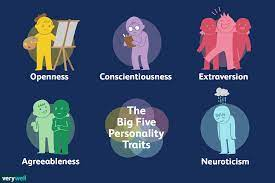 Openness
Conscientiousness
Extraversion
Agreeableness
The
Big Five
Personality
Traits
Neuroticism
verywell